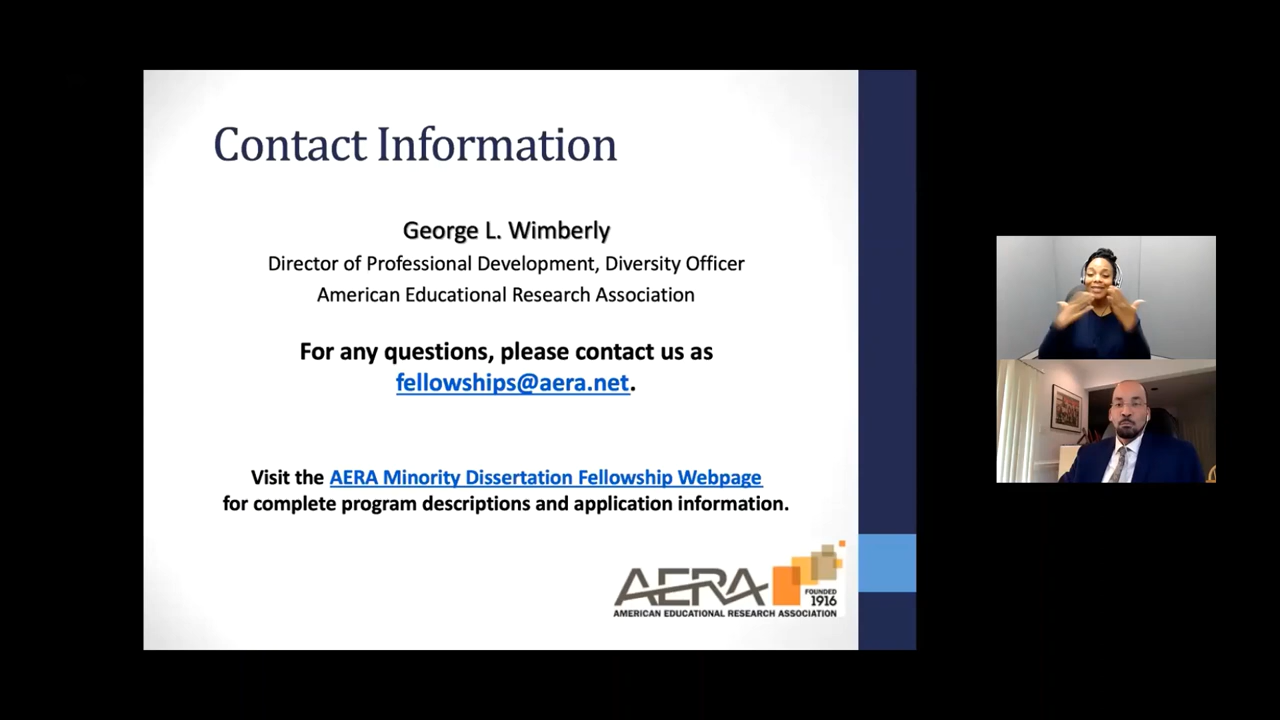 Contact Information
George L. Wimberly
Director of Professional Development, Diversity Officer
American Educational Research Association
For any questions, please contact us as
fellowships@aera.net.
Visit the AERA Minority Dissertation Fellowship Webpage
for complete program descriptions and application information.
AERA
FOUNDED
1916
AMERICAN EDUCATIONAL RESEARCH ASSOCIATION